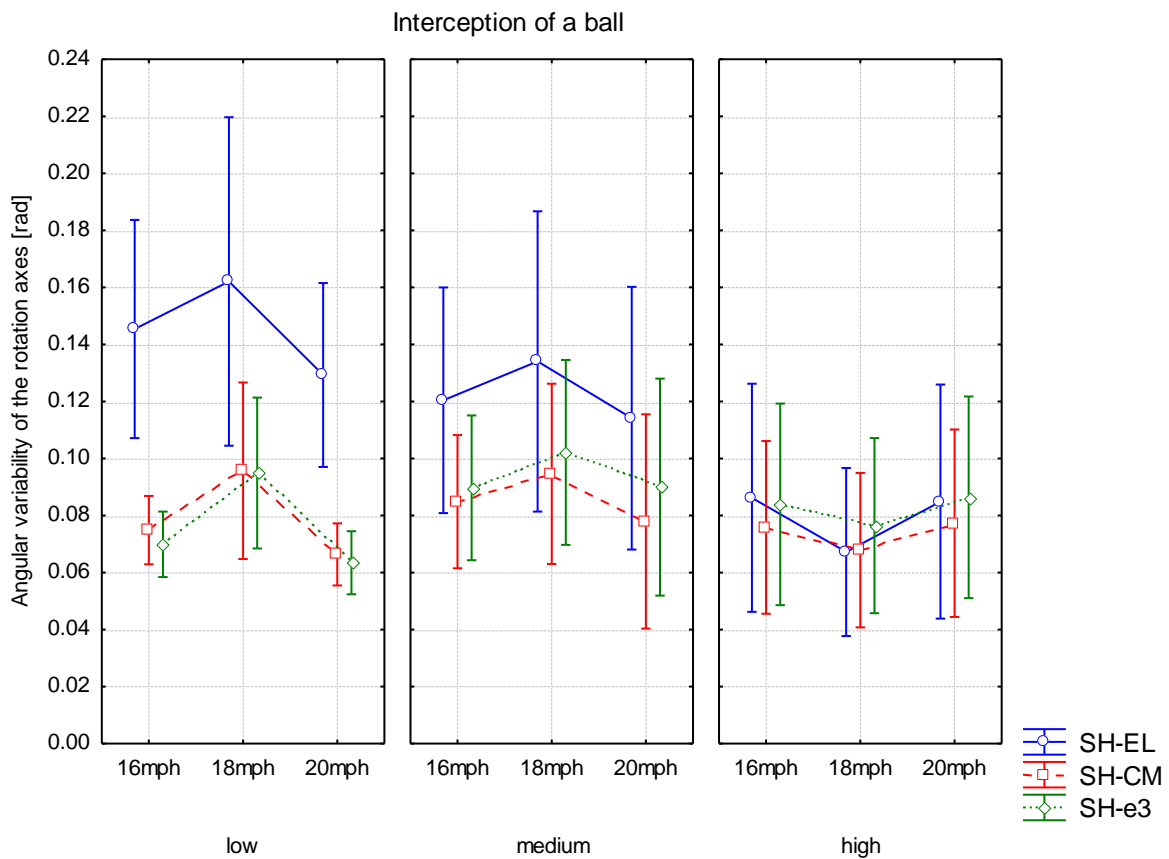 Interception of a ball
Angular variability of the rotation axes [rad]
0.24
0.22
0.20
0.18
0.16
0.14
0.12
0.10
0.08
0.06
0.04
0.02
0.00
16mph 18mph 20mph 16mph 18mph 20mph 16mph 18mph 20mph
low medium high
SH-EL
SH-CM
SH-e3